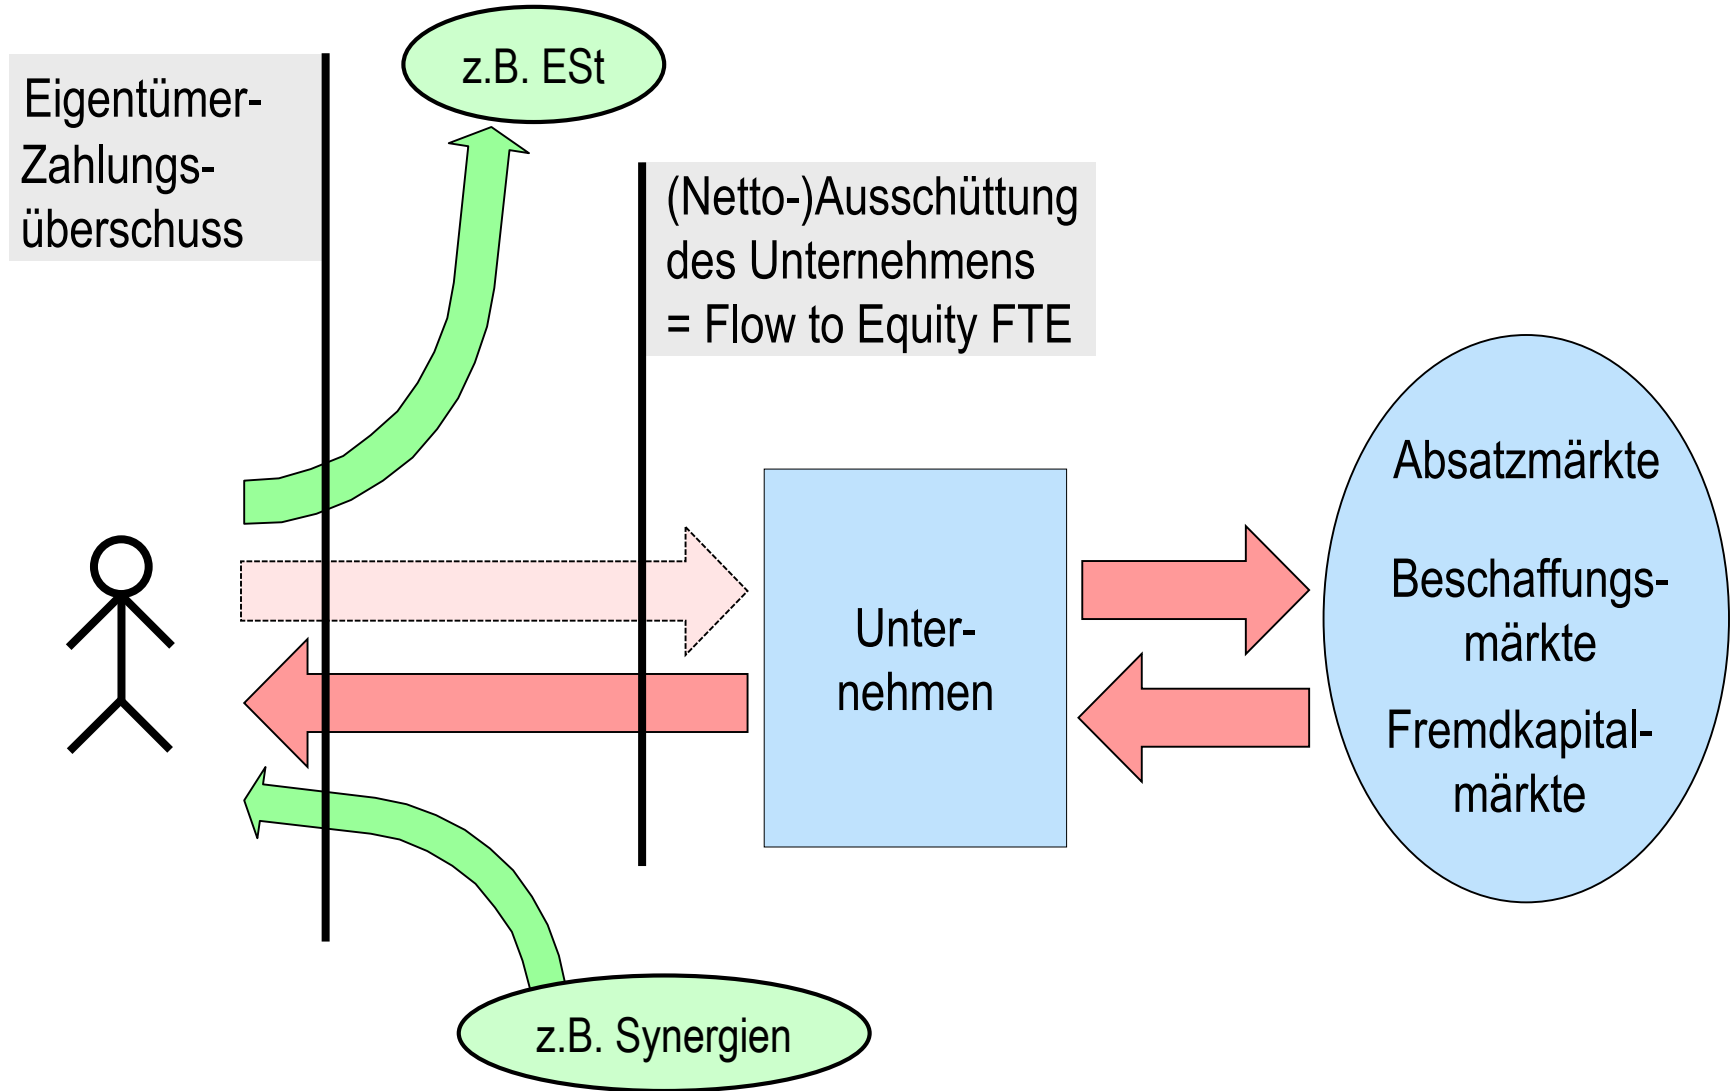 z.B. ESt
Eigentümer-
Zahlungs-
überschuss
(Netto-)Ausschüttung
des Unternehmens
= Flow to Equity FTE
Unter-
nehmen
Absatzmärkte
Beschaffungs-
märkte
Fremdkapital-
märkte
z.B. Synergien